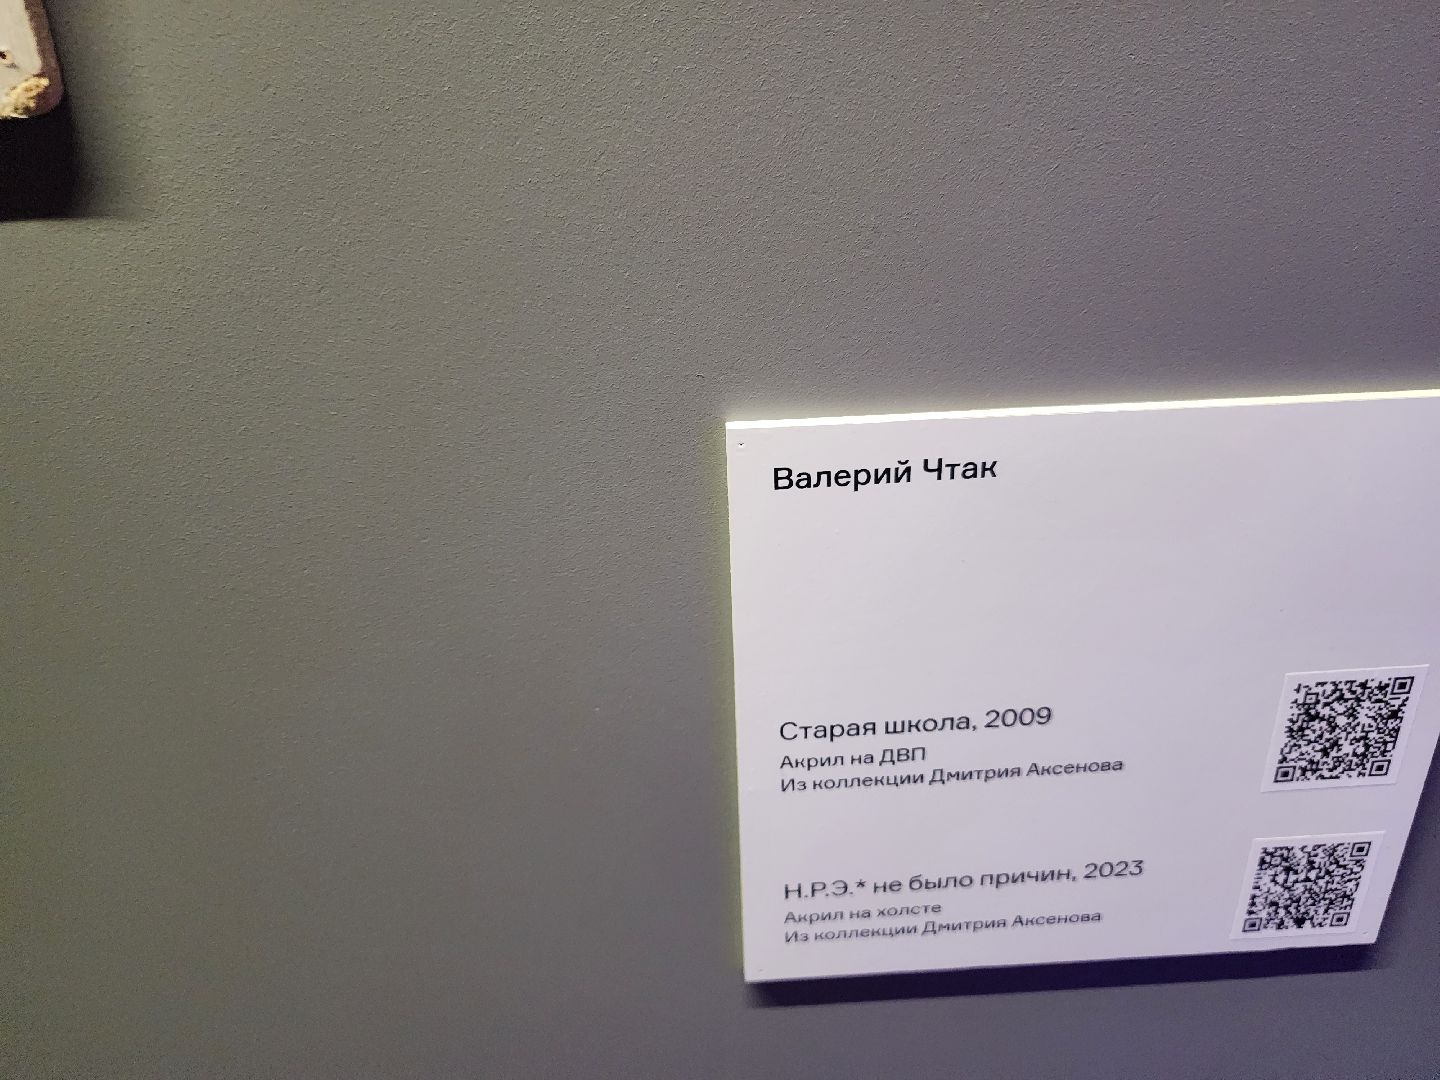 Валерий Чтак
Старая школа, 2009
Акрил на ДВП
Из коллекции Дмитрия Аксенова
Н.Р.Э.* не было причин, 2023
Акрил на холсте
Из коллекции Дмитрия Аксенова